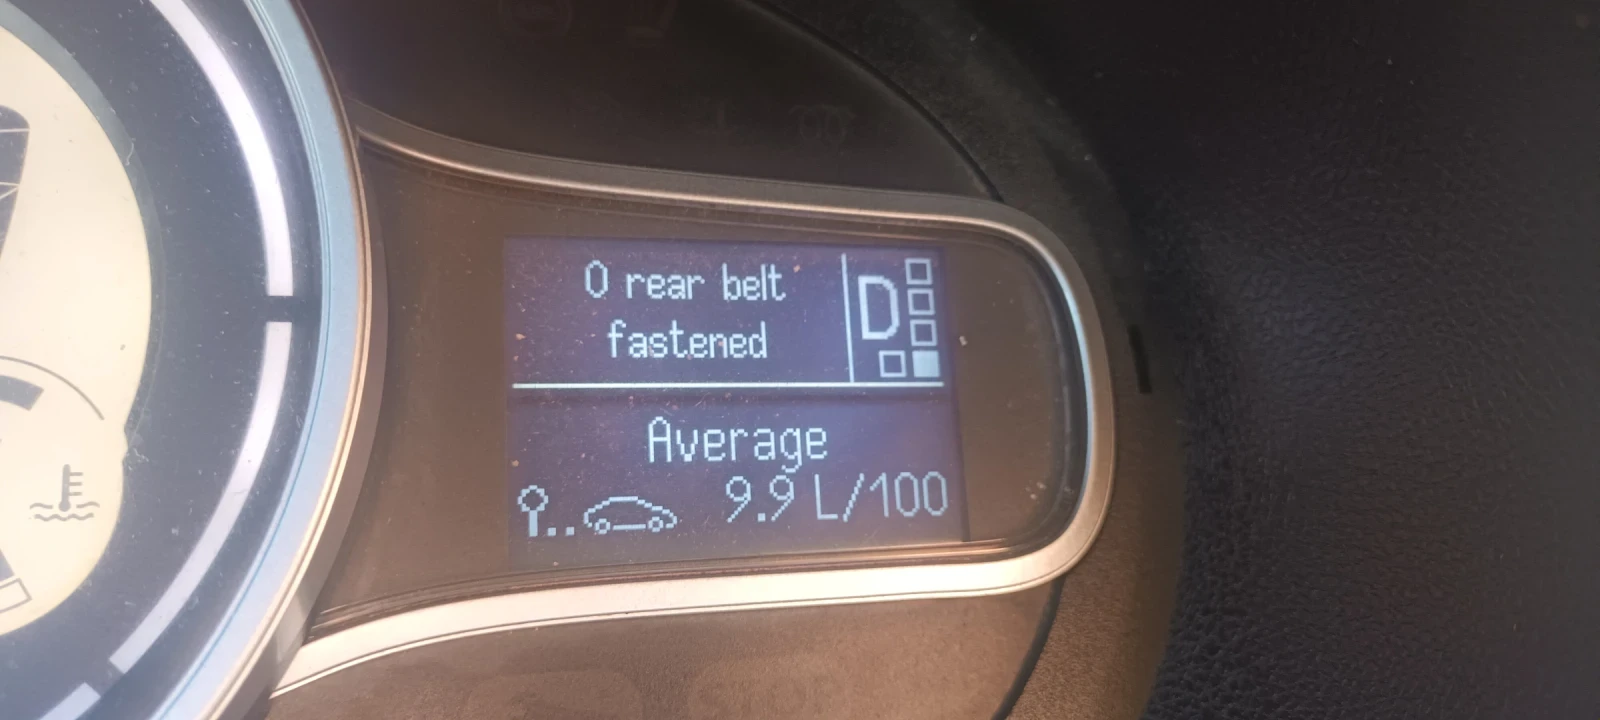 0 rear belt
fastened
D
Average
9.9 L/100